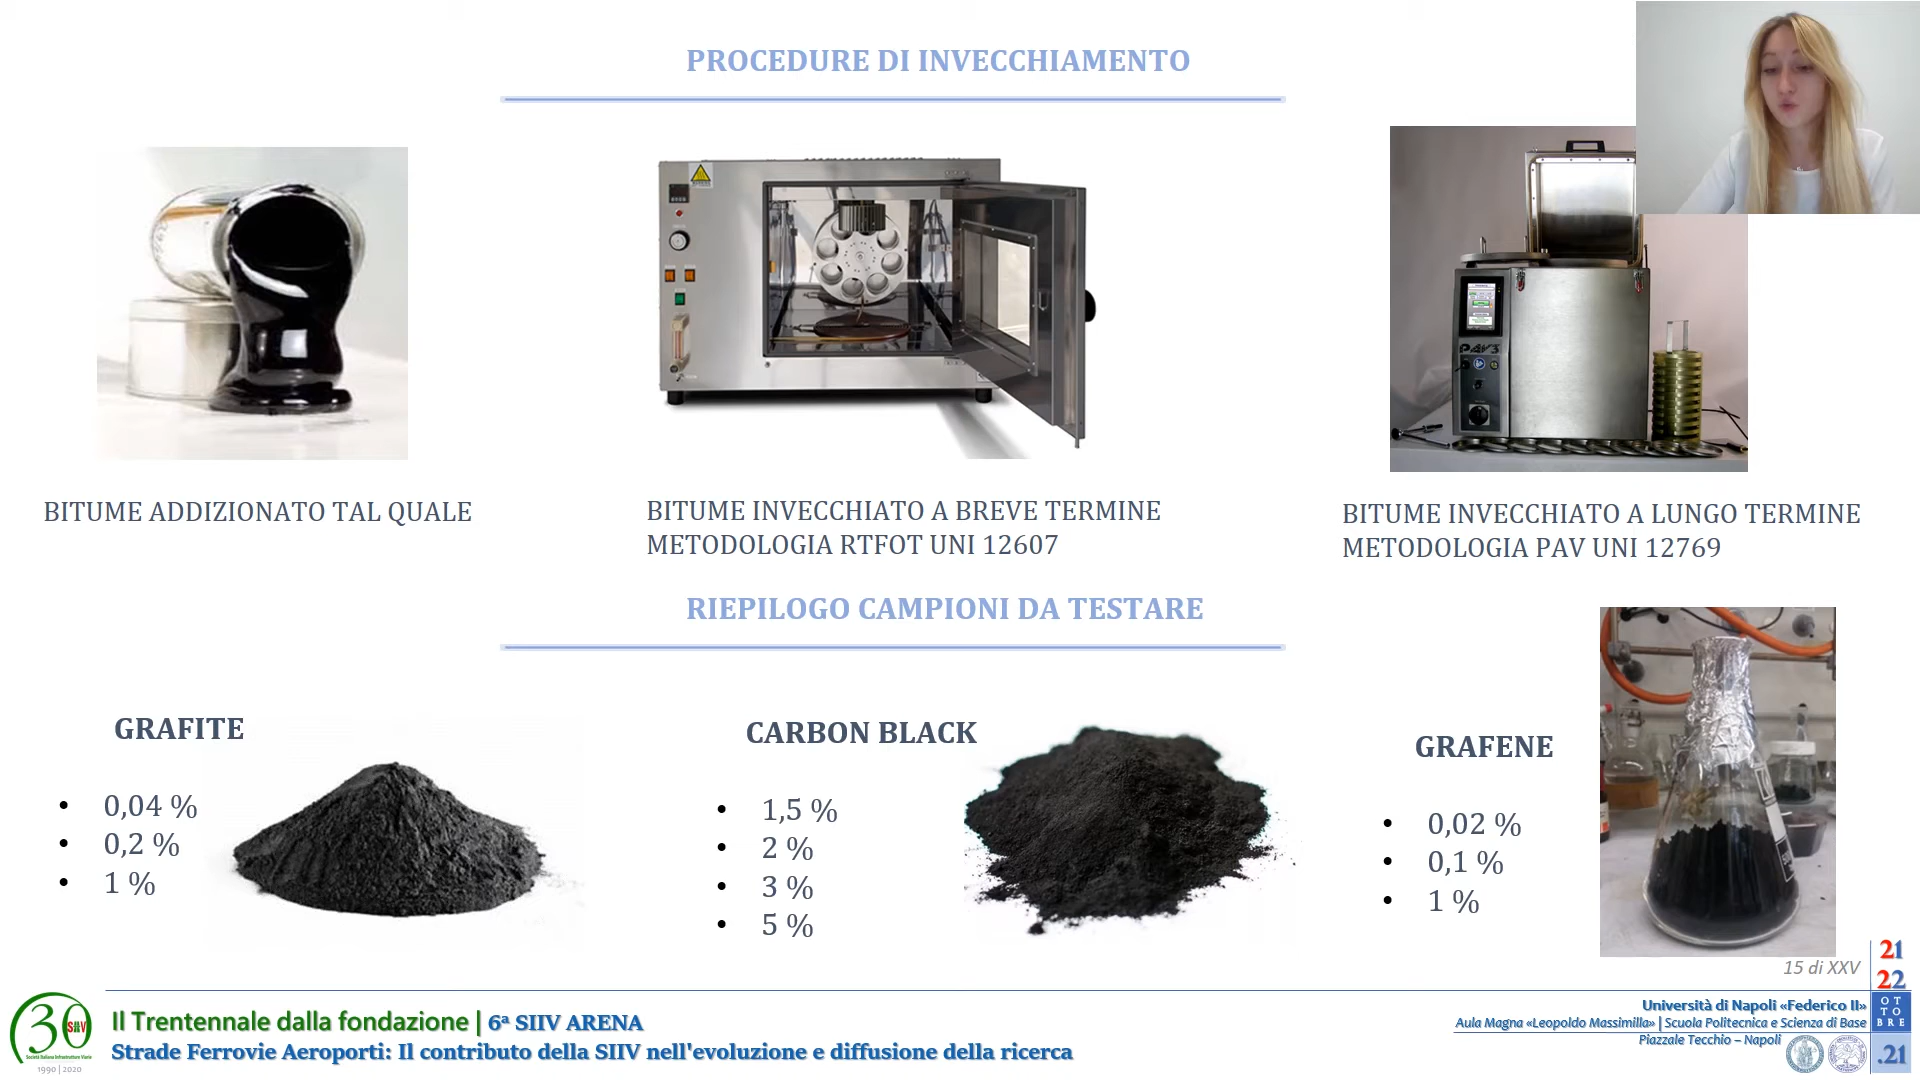 PROCEDURE DI INVECCHIAMENTO
BITUME ADDIZIONATO TAL QUALE
BITUME INVECCHIATO A BREVE TERMINE
METODOLOGIA RTFOT UNI 12607
PAV3
BITUME INVECCHIATO A LUNGO TERMINE
METODOLOGIA PAV UNI 12769
RIEPILOGO CAMPIONI DA TESTARE
GRAFITE
• 0,04 %
• 0,2 %
• 1 %
CARBON BLACK
• 1,5 %
• 2 %
• 3 %
• 5 %
GRAFENE
• 0,02 %
• 0,1 %
• 1 %
15 di XXV
30 SIIV
Società Italiana Infrastrutture Viarie
1990 | 2020
Il Trentennale dalla fondazione | 6ª SIIV ARENA
Strade Ferrovie Aeroporti: Il contributo della SIIV nell'evoluzione e diffusione della ricerca
Università di Napoli «Federico II»
Aula Magna «Leopoldo Massimilla» | Scuola Politecnica e Scienza di Base
Piazzale Tecchio – Napoli
21
22
OT
TO
BRE
.21